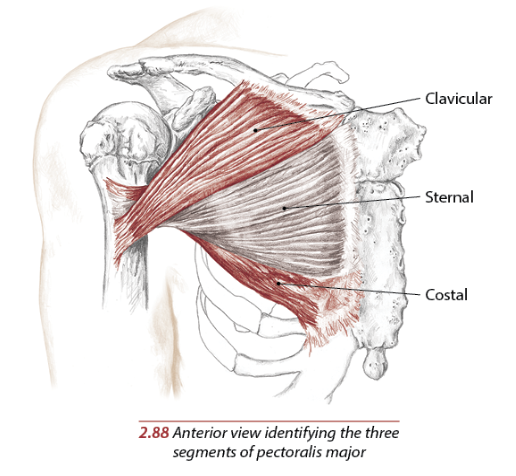 Clavicular
Sternal
Costal
2.88 Anterior view identifying the three
segments of pectoralis major